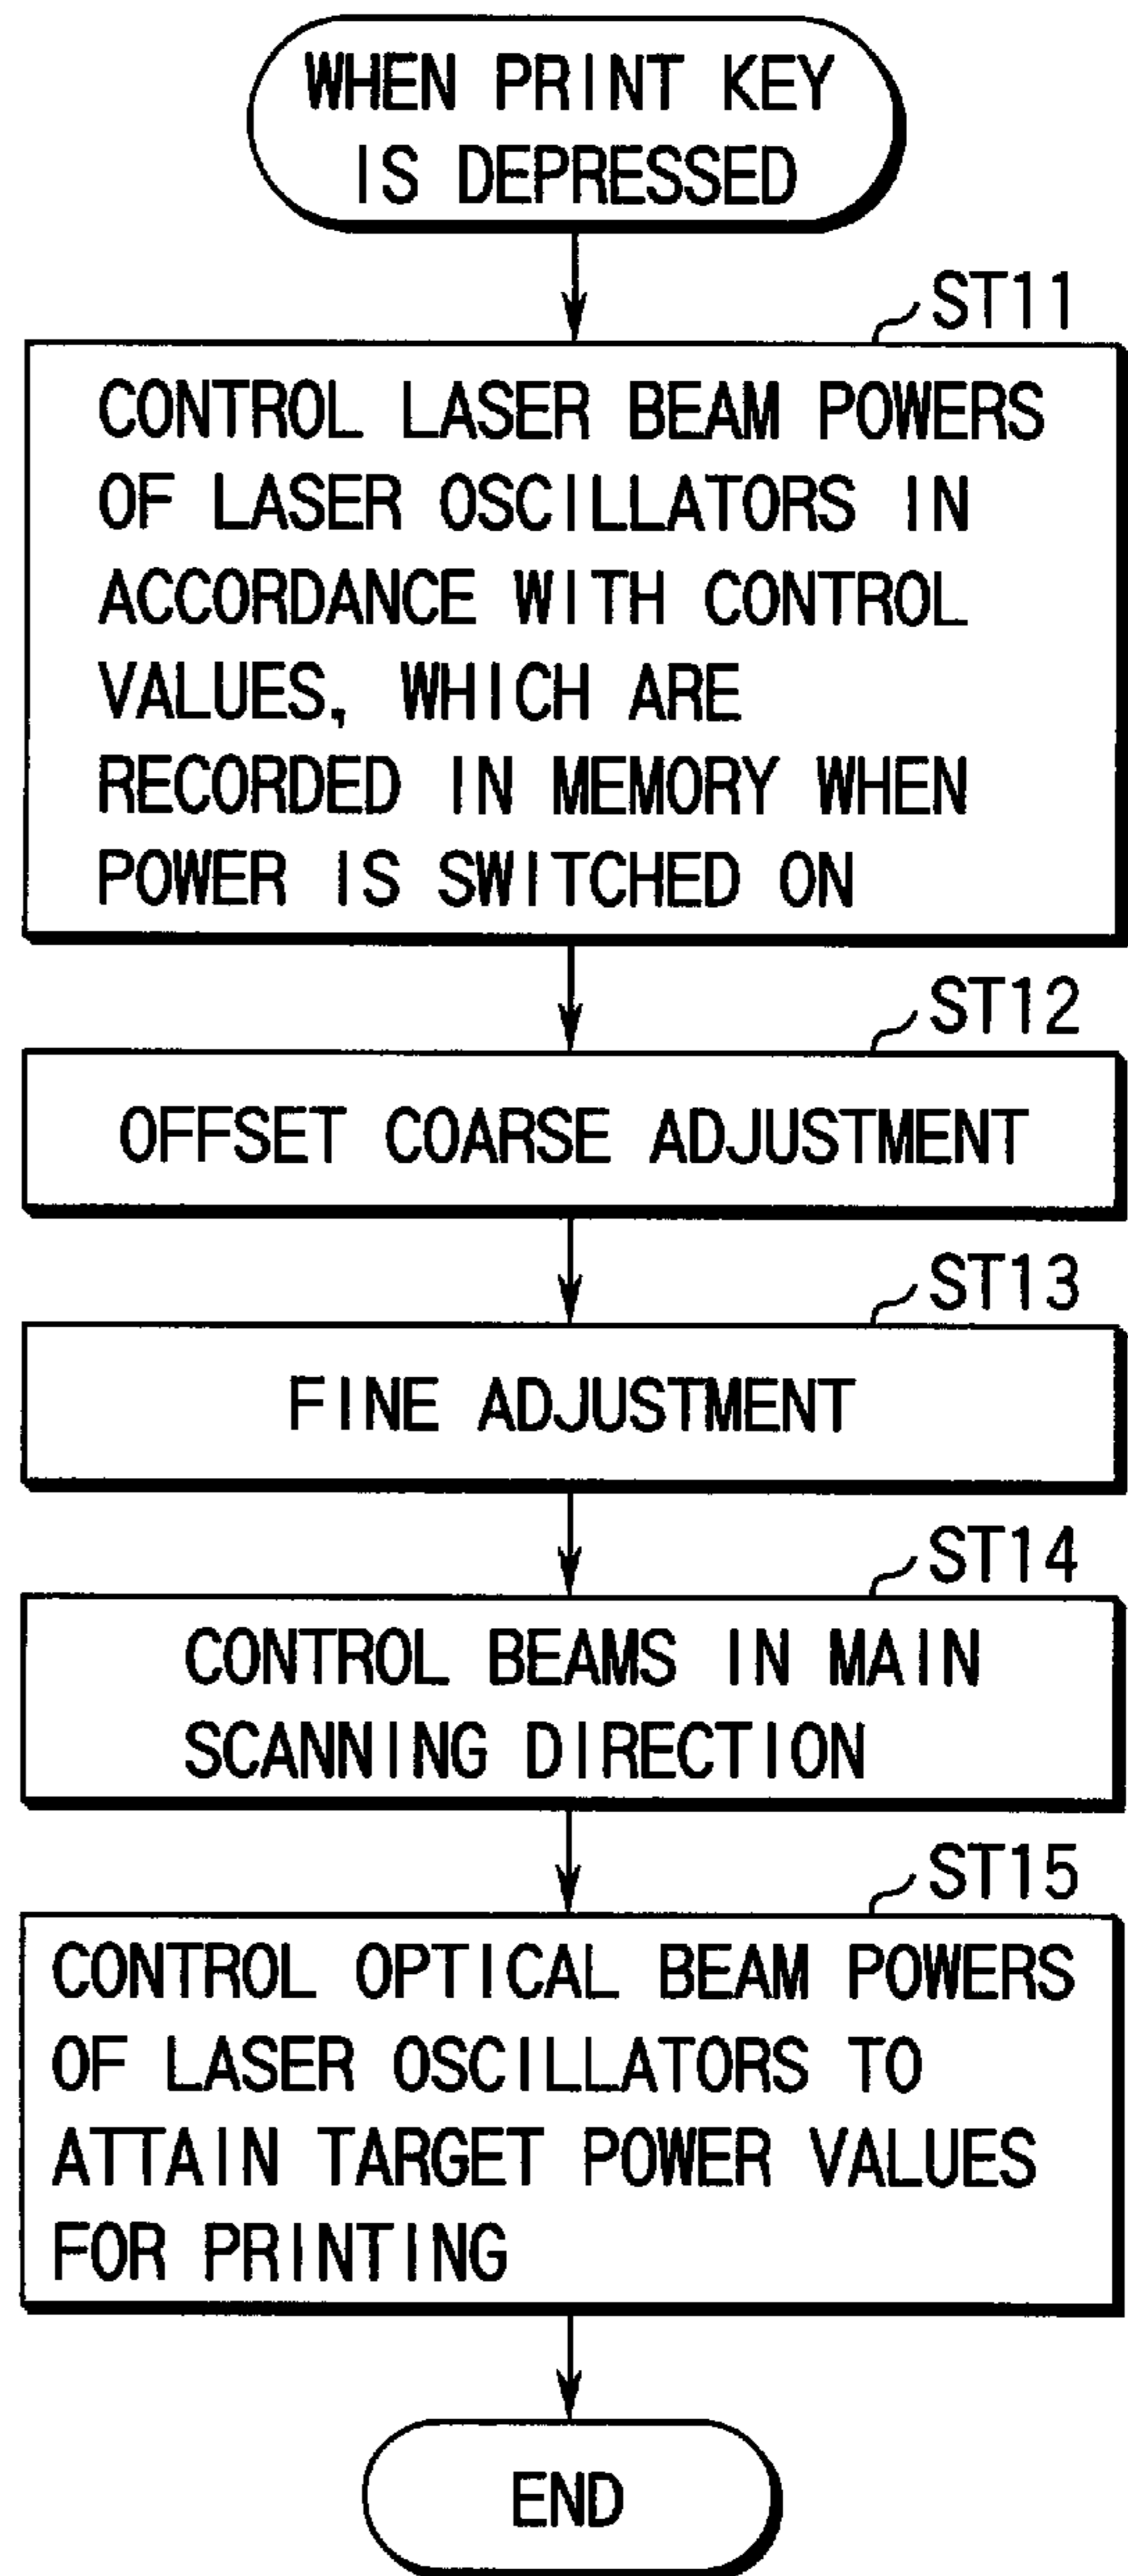 WHEN PRINT KEY
IS DEPRESSED
ST11
CONTROL LASER BEAM POWERS
OF LASER OSCILLATORS IN
ACCORDANCE WITH CONTROL
VALUES, WHICH ARE
RECORDED IN MEMORY WHEN
POWER IS SWITCHED ON
ST12
OFFSET COARSE ADJUSTMENT
ST13
FINE ADJUSTMENT
ST14
CONTROL BEAMS IN MAIN
SCANNING DIRECTION
ST15
CONTROL OPTICAL BEAM POWERS
OF LASER OSCILLATORS TO
ATTAIN TARGET POWER VALUES
FOR PRINTING
END